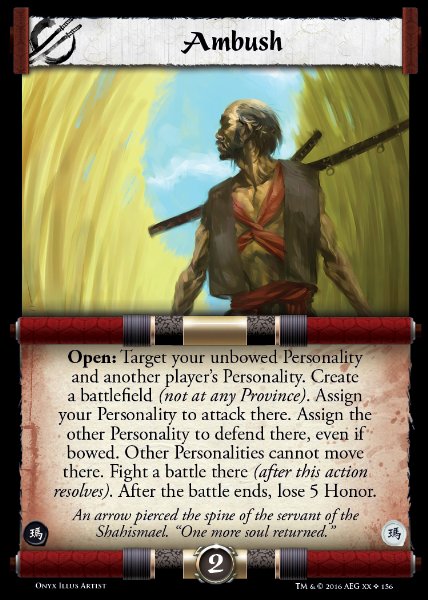 Ambush
Open: Target your unbowed Personality
and another player's Personality. Create
a battlefield (not at any Province). Assign
your Personality to attack there. Assign the
other Personality to defend there, even if
bowed. Other Personalities cannot move
there. Fight a battle there (after this action
resolves). After the battle ends, lose 5 Honor.
An arrow pierced the spine of the servant of the
Shahismael. “One more soul returned.”
瑪 瑪
2
Onyx Illus Artist TM & © 2016 AEG XX ❖ 156